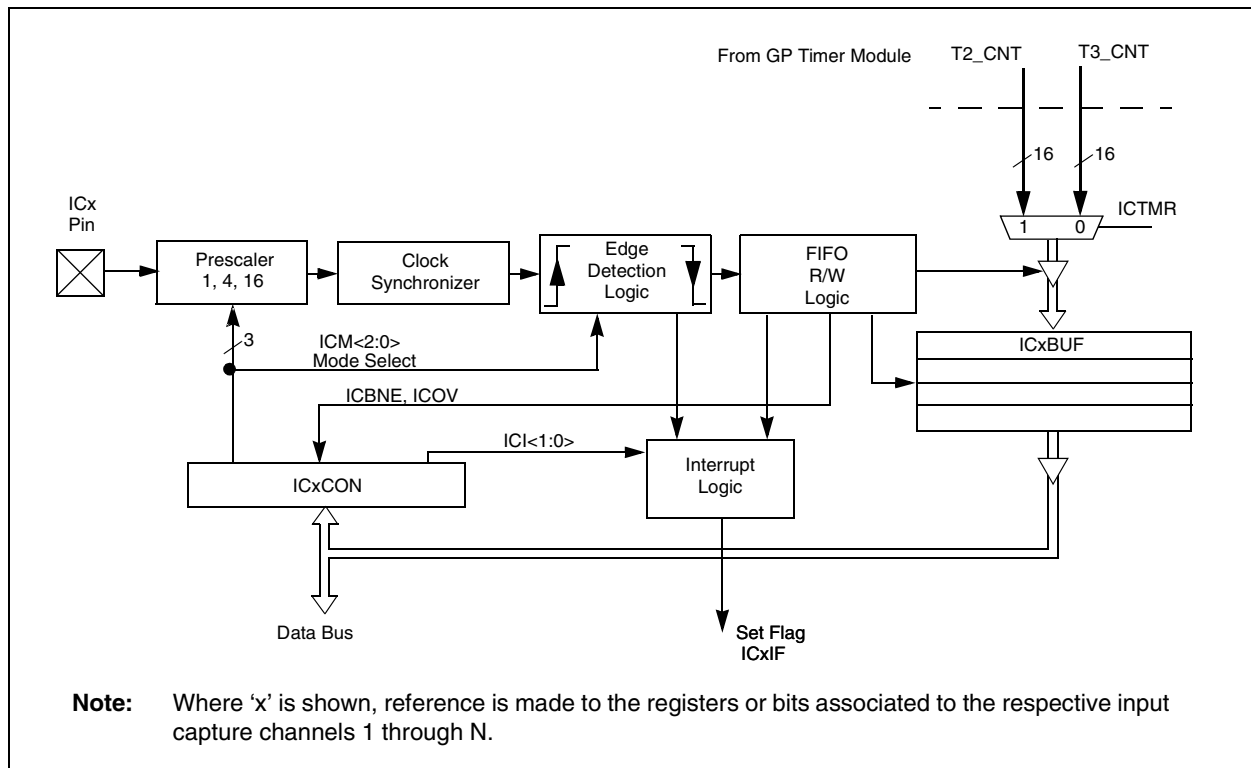 From GP Timer Module
T2_CNT
T3_CNT
16
16
ICx
Pin
1
0
ICTMR
Prescaler
1, 4, 16
Clock
Synchronizer
Edge
Detection
Logic
FIFO
R/W
Logic
3
ICM<2:0>
Mode Select
ICxBUF
ICBNE, ICOV
ICI<1:0>
ICxCON
Interrupt
Logic
Data Bus
Set Flag
ICxIF
Note: Where ‘x’ is shown, reference is made to the registers or bits associated to the respective input
capture channels 1 through N.